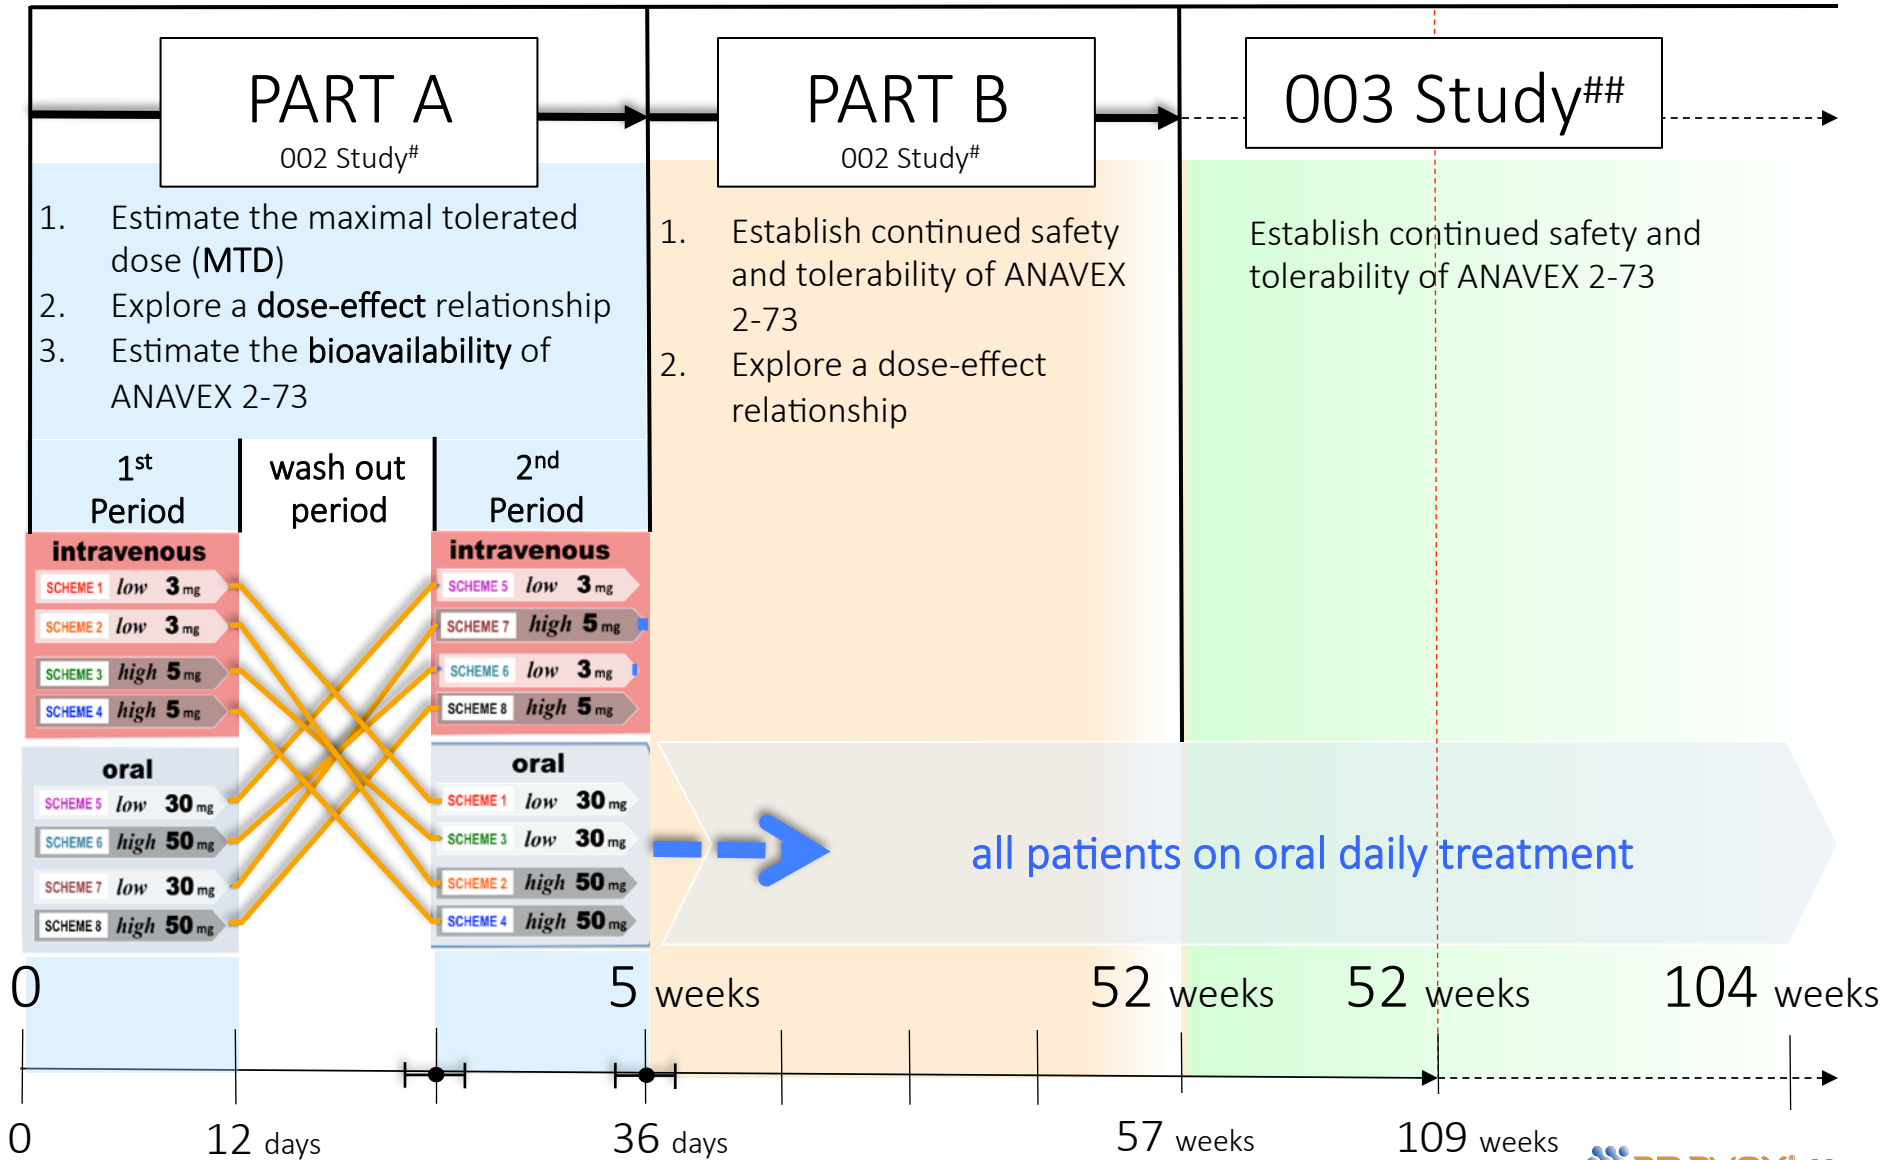 PART A
002 Study#
PART B
002 Study#
003 Study##
1. Estimate the maximal tolerated
dose (MTD)
2. Explore a dose-effect relationship
3. Estimate the bioavailability of
ANAVEX 2-73
1. Establish continued safety
and tolerability of ANAVEX
2-73
2. Explore a dose-effect
relationship
Establish continued safety and
tolerability of ANAVEX 2-73
1st
Period
wash out
period
2nd
Period
intravenous
SCHEME 1 low 3 mg
SCHEME 2 low 3 mg
SCHEME 3 high 5 mg
SCHEME 4 high 5 mg
oral
SCHEME 5 low 30 mg
SCHEME 6 high 50 mg
SCHEME 7 low 30 mg
SCHEME 8 high 50 mg
intravenous
SCHEME 5 low 3 mg
SCHEME 7 high 5 mg
SCHEME 6 low 3 mg
SCHEME 8 high 5 mg
oral
SCHEME 1 low 30 mg
SCHEME 3 low 30 mg
SCHEME 2 high 50 mg
SCHEME 4 high 50 mg
all patients on oral daily treatment
0
5 weeks
52 weeks
52 weeks
104 weeks
0
12 days
36 days
57 weeks
109 weeks